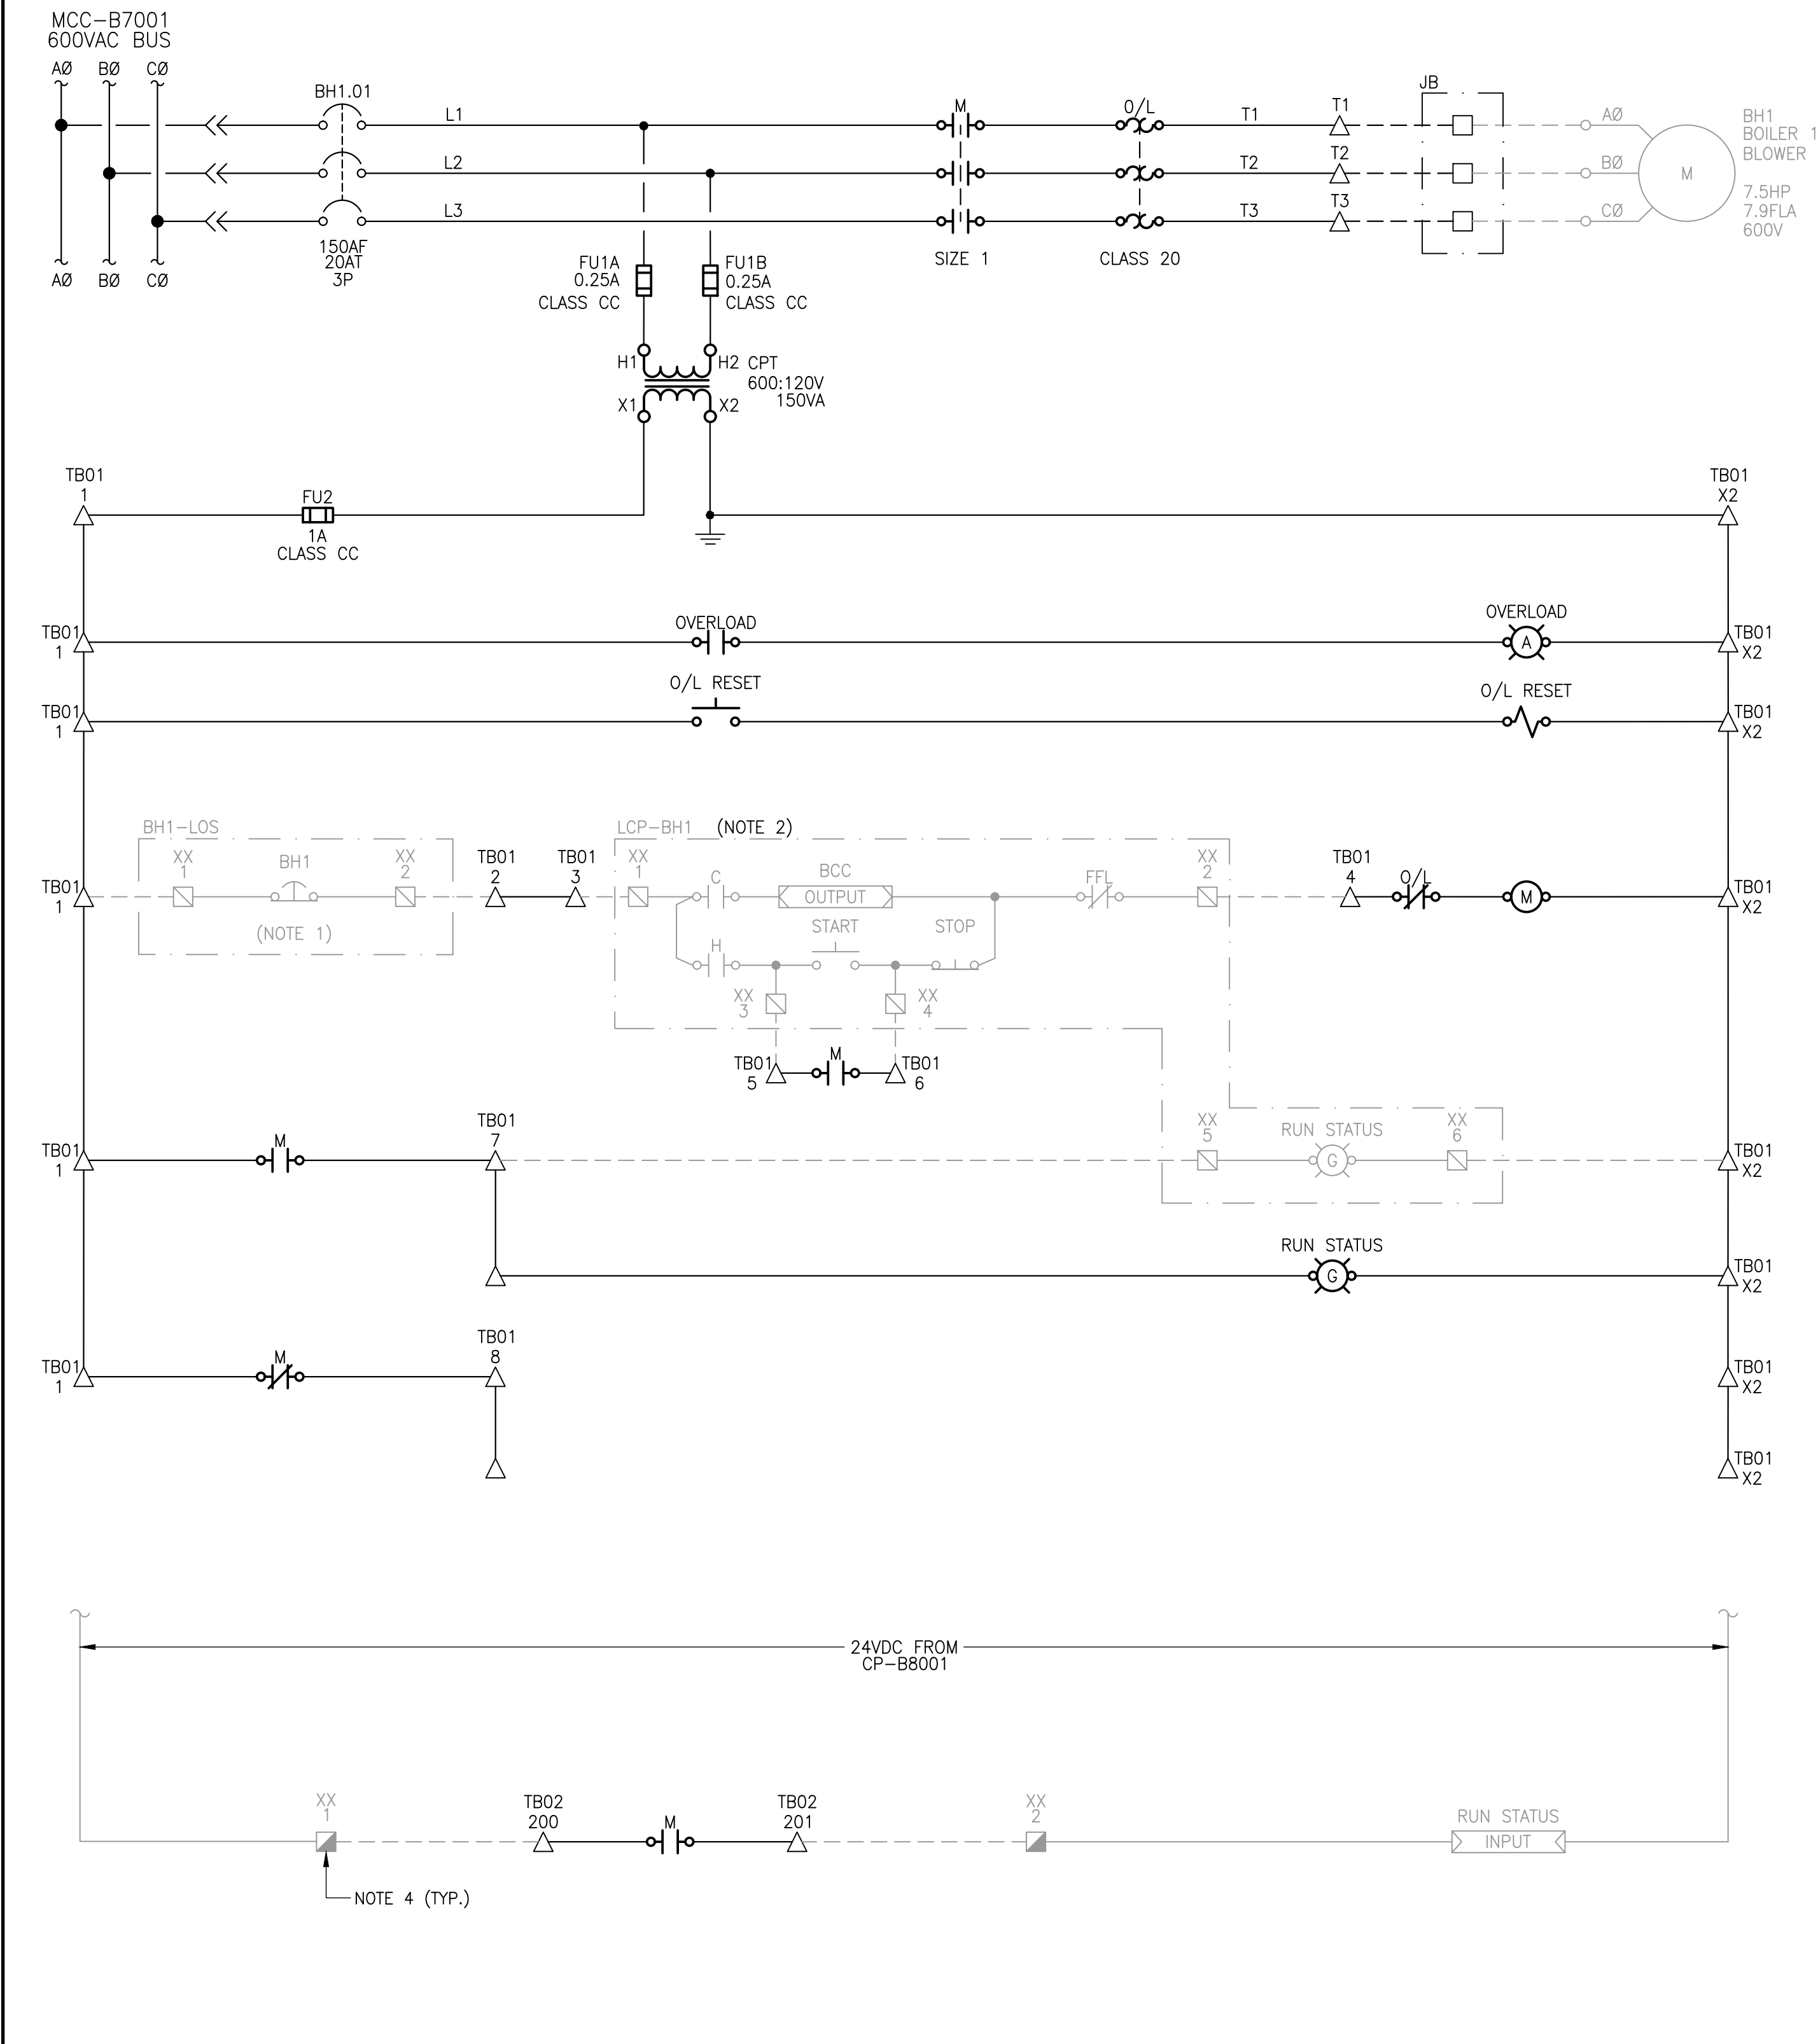 MCC-B7001
600VAC BUS
AØ BØ CØ
BH1.01
L1
L2
L3
150AF
20AT
3P
AØ BØ CØ
M
SIZE 1
O/L
CLASS 20
T1
T2
T3
T1
T2
T3
JB
AØ
BØ
CØ
M
BH1
BOILER 1
BLOWER
7.5HP
7.9FLA
600V
FU1A
0.25A
CLASS CC
FU1B
0.25A
CLASS CC
H1
H2
CPT
600:120V
150VA
X1
X2
TB01
1
FU2
1A
CLASS CC
TB01
X2
TB01
1
OVERLOAD
OVERLOAD
A
TB01
X2
TB01
1
O/L RESET
O/L RESET
TB01
X2
BH1-LOS
LCP-BH1
(NOTE 2)
TB01
1
XX
1
BH1
XX
2
(NOTE 1)
TB01
2
TB01
3
XX
1
C
BCC
OUTPUT
FFL
XX
2
TB01
4
O/L
M
TB01
X2
H
START
STOP
XX
3
XX
4
TB01
5
M
TB01
6
TB01
1
M
TB01
7
XX
5
RUN STATUS
G
XX
6
TB01
X2
RUN STATUS
G
TB01
X2
TB01
1
M
TB01
8
TB01
X2
TB01
X2
24VDC FROM
CP-B8001
XX
1
TB02
200
M
TB02
201
XX
2
RUN STATUS
INPUT
NOTE 4 (TYP.)